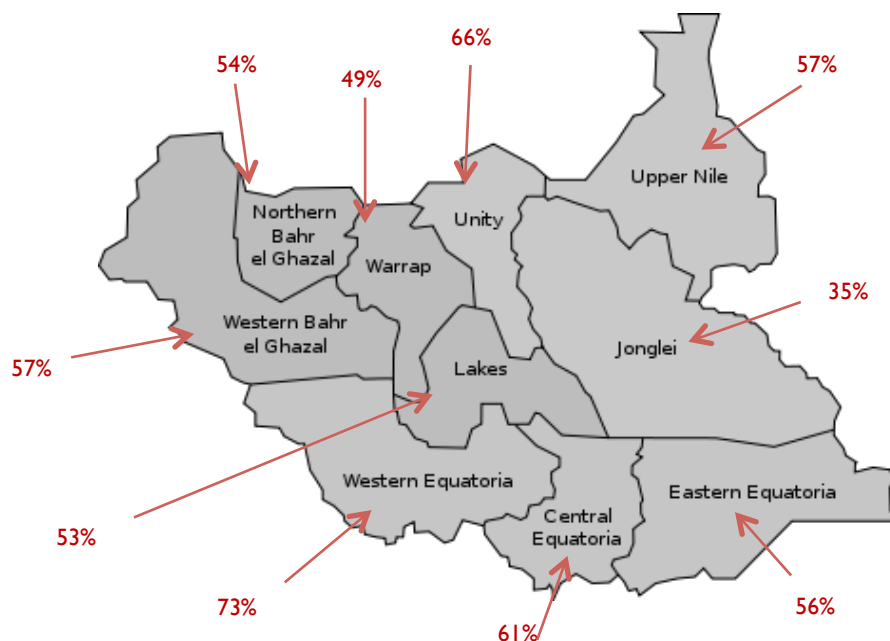 66%
54%
57%
49%
Upper Nile
Northern
Bahr
el Ghazal
Unity
Warrap
35%
Western Bahr
el Ghazal
Jonglei
57%
Lakes
Western Equatoria
Eastern Equatoria
Central
Equatoria
53%
73%
56%
61%